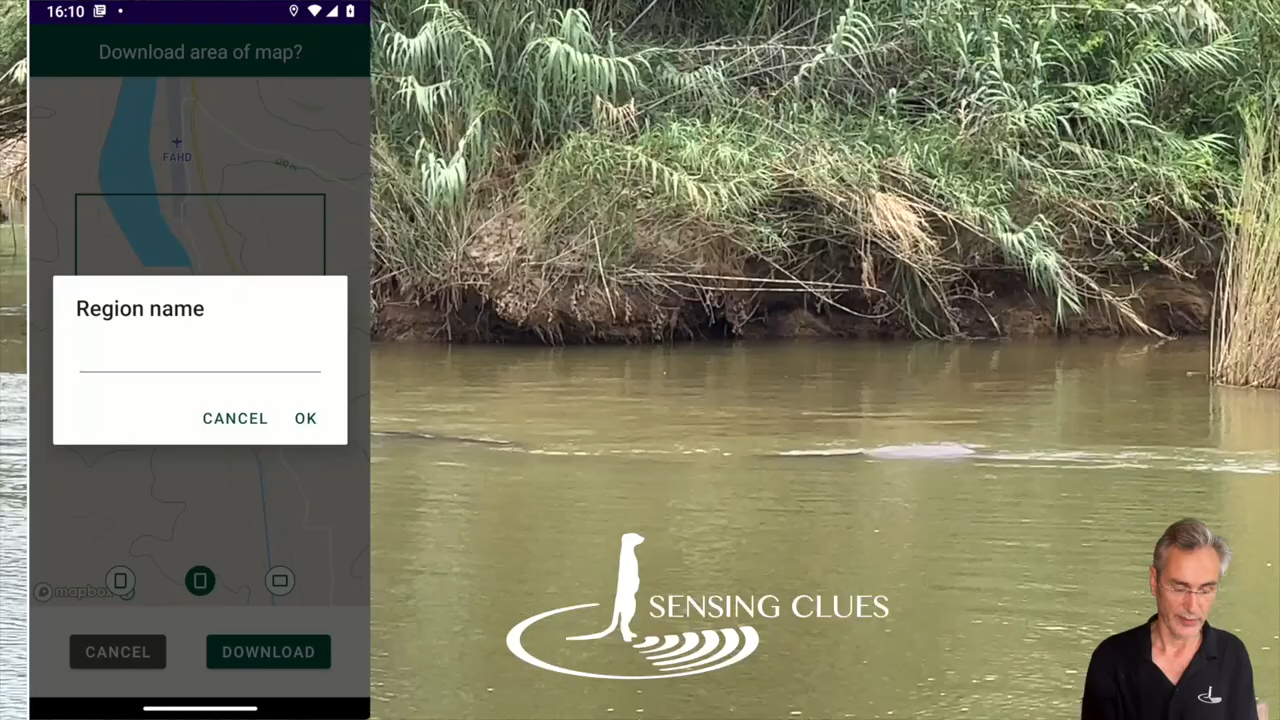 16:10
Download area of map?
FAHD
Region name
CANCEL OK
mapbox
CANCEL DOWNLOAD
SENSING CLUES